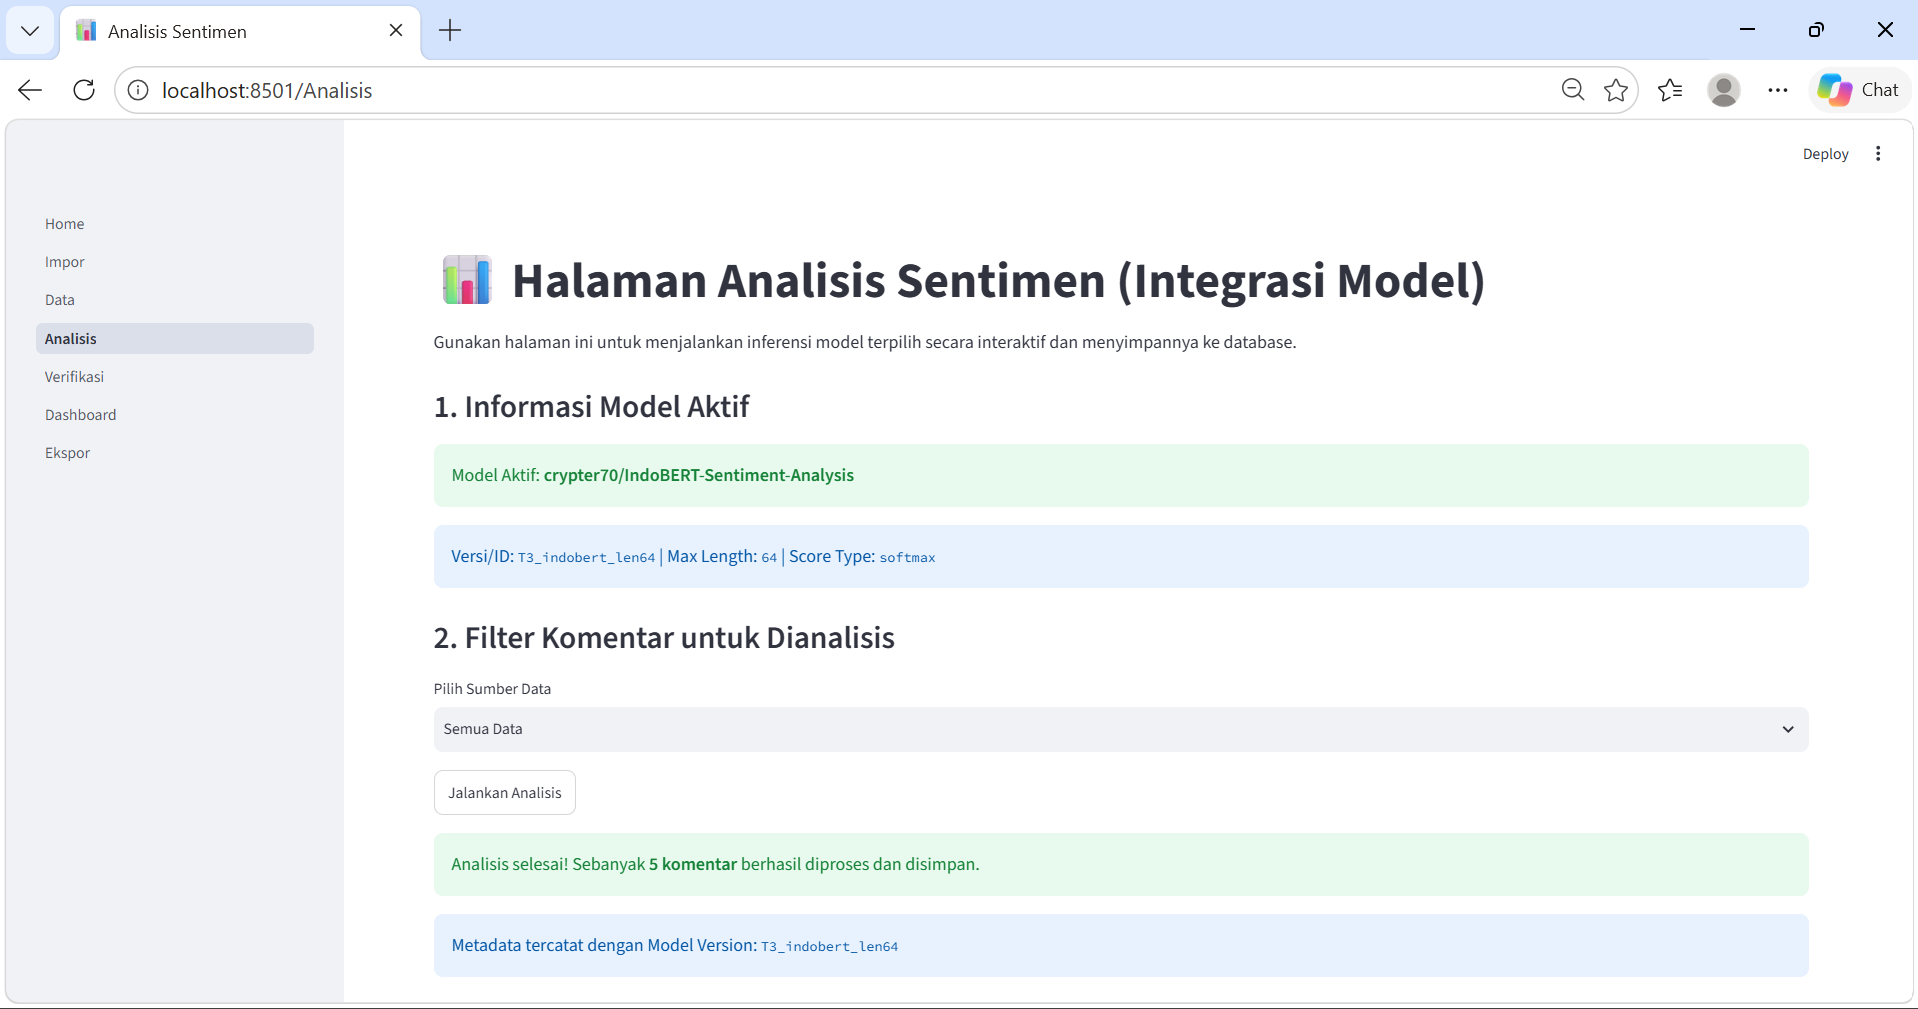 Analisis Sentimen
localhost:8501/Analisis
Chat
Deploy
Home
Impor
Data
Analisis
Verifikasi
Dashboard
Ekspor
Halaman Analisis Sentimen (Integrasi Model)
Gunakan halaman ini untuk menjalankan inferensi model terpilih secara interaktif dan menyimpannya ke database.
1. Informasi Model Aktif
Model Aktif: crypter70/IndoBERT-Sentiment-Analysis
Versi/ID: T3_indobert_len64 | Max Length: 64 | Score Type: softmax
2. Filter Komentar untuk Dianalisis
Pilih Sumber Data
Semua Data
Jalankan Analisis
Analisis selesai! Sebanyak 5 komentar berhasil diproses dan disimpan.
Metadata tercatat dengan Model Version: T3_indobert_len64